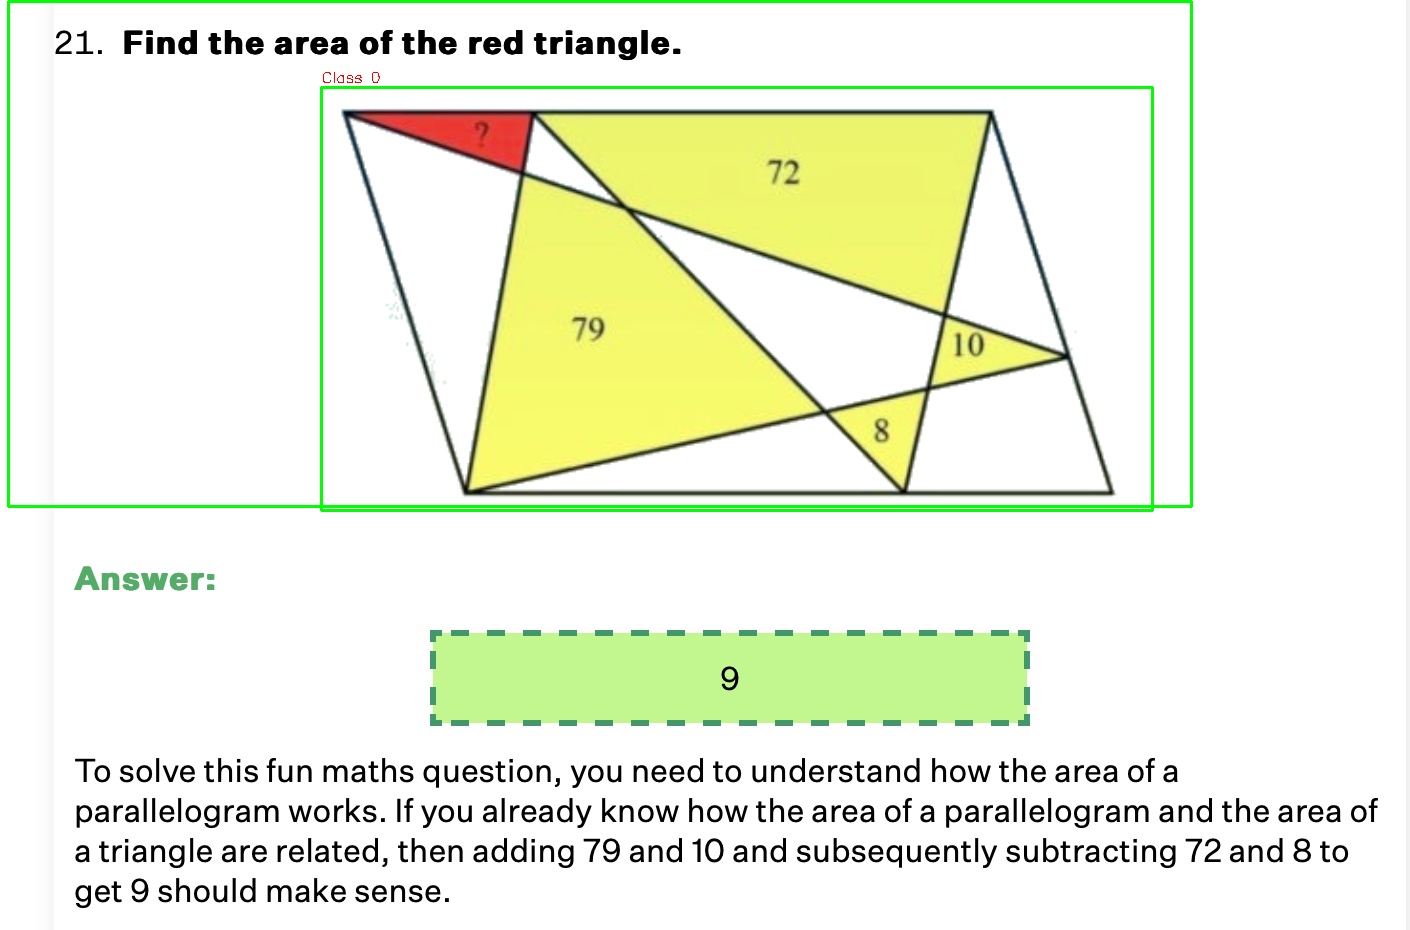 21. Find the area of the red triangle.
Class 0
?
72
79
10
8
Answer:
9
To solve this fun maths question, you need to understand how the area of a
parallelogram works. If you already know how the area of a parallelogram and the area of
a triangle are related, then adding 79 and 10 and subsequently subtracting 72 and 8 to
get 9 should make sense.